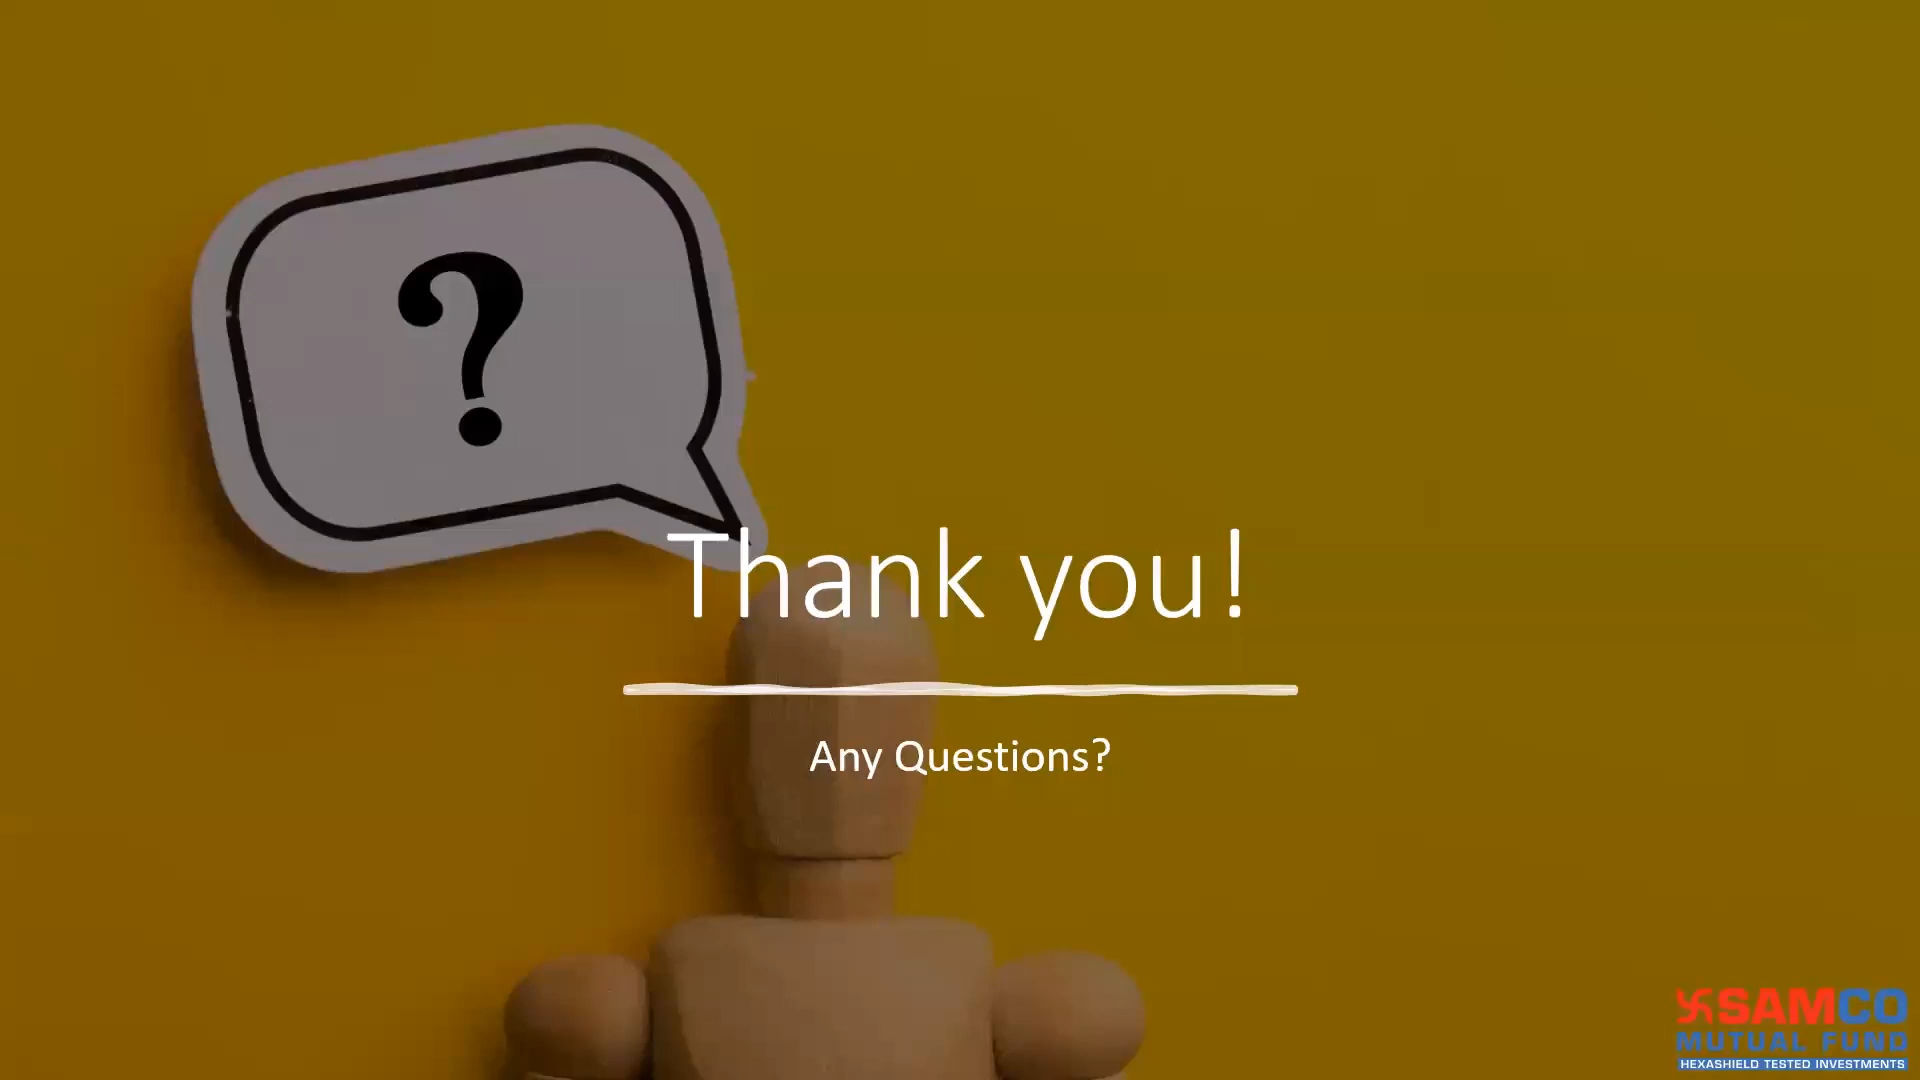 ?
Thank you!
Any Questions?
SAMCO
MUTUAL FUND
HEXASHIELD TESTED INVESTMENTS